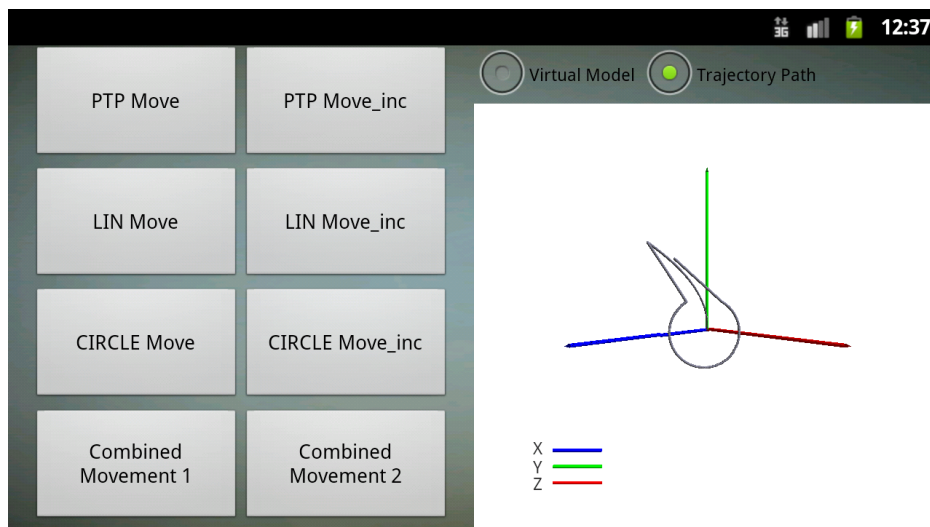 3G 12:37
PTP Move
PTP Move_inc
LIN Move
LIN Move_inc
CIRCLE Move
CIRCLE Move_inc
Combined
Movement 1
Combined
Movement 2
Virtual Model
Trajectory Path
X
Y
Z